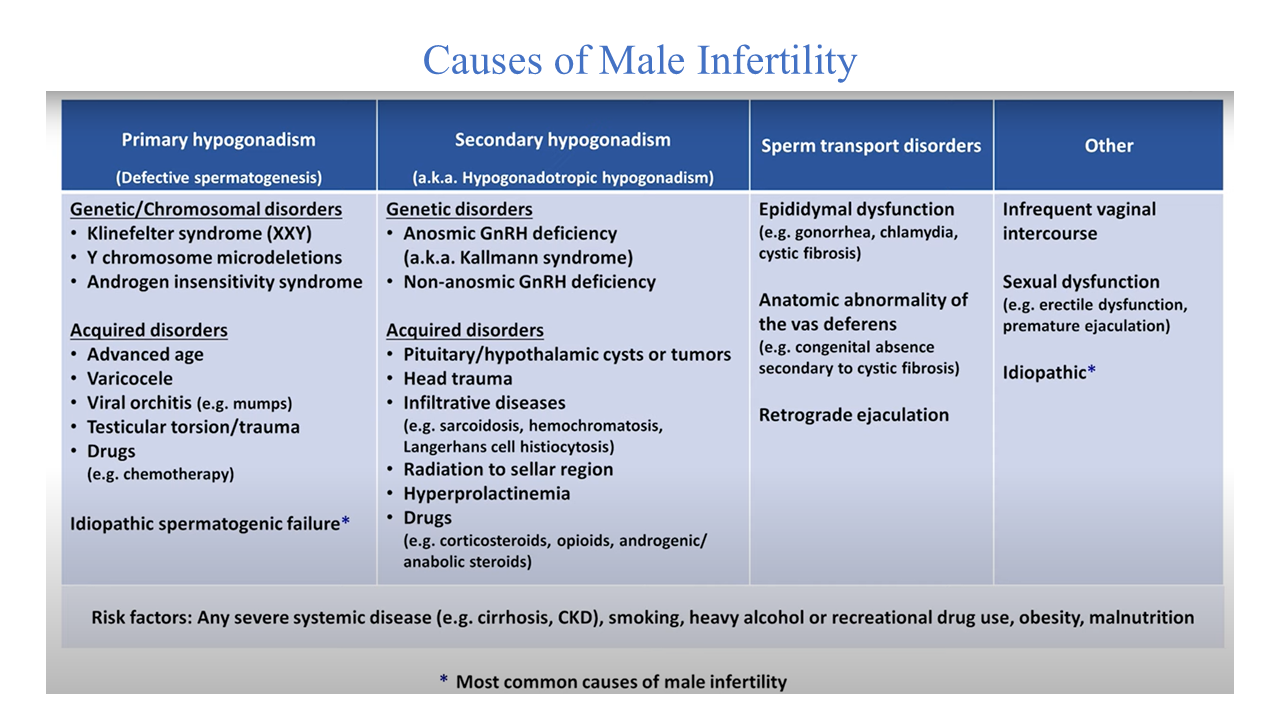 Causes of Male Infertility
Primary hypogonadism
(Defective spermatogenesis)
Secondary hypogonadism
(a.k.a. Hypogonadotropic hypogonadism)
Sperm transport disorders
Other
Genetic/Chromosomal disorders
• Klinefelter syndrome (XXY)
• Y chromosome microdeletions
• Androgen insensitivity syndrome
Acquired disorders
• Advanced age
• Varicocele
• Viral orchitis (e.g. mumps)
• Testicular torsion/trauma
• Drugs
(e.g. chemotherapy)
Idiopathic spermatogenic failure*
Genetic disorders
• Anosmic GnRH deficiency
(a.k.a. Kallmann syndrome)
• Non-anosmic GnRH deficiency
Acquired disorders
• Pituitary/hypothalamic cysts or tumors
• Head trauma
• Infiltrative diseases
(e.g. sarcoidosis, hemochromatosis,
Langerhans cell histiocytosis)
• Radiation to sellar region
• Hyperprolactinemia
• Drugs
(e.g. corticosteroids, opioids, androgenic/
anabolic steroids)
Epididymal dysfunction
(e.g. gonorrhea, chlamydia,
cystic fibrosis)
Anatomic abnormality of
the vas deferens
(e.g. congenital absence
secondary to cystic fibrosis)
Retrograde ejaculation
Infrequent vaginal
intercourse
Sexual dysfunction
(e.g. erectile dysfunction,
premature ejaculation)
Idiopathic*
Risk factors: Any severe systemic disease (e.g. cirrhosis, CKD), smoking, heavy alcohol or recreational drug use, obesity, malnutrition
* Most common causes of male infertility